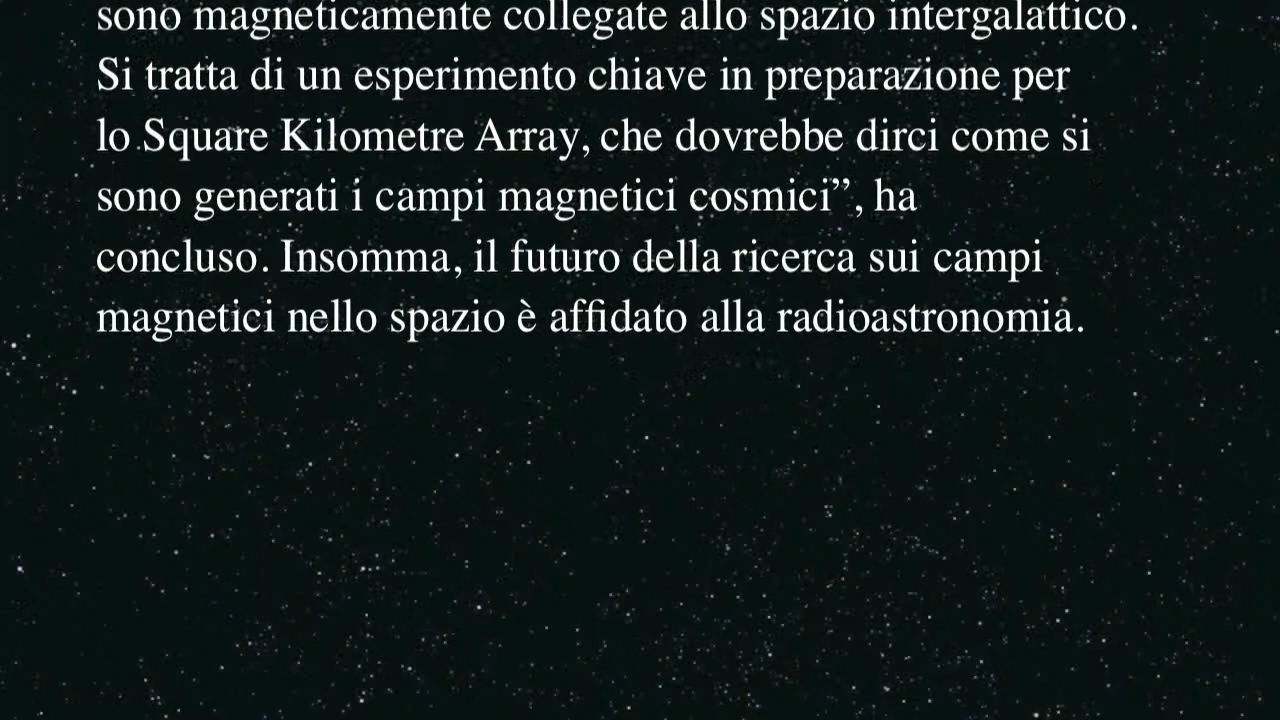 sono magneticamente collegate allo spazio intergalattico.
Si tratta di un esperimento chiave in preparazione per
lo Square Kilometre Array, che dovrebbe dirci come si
sono generati i campi magnetici cosmici”, ha
concluso. Insomma, il futuro della ricerca sui campi
magnetici nello spazio è affidato alla radioastronomia.